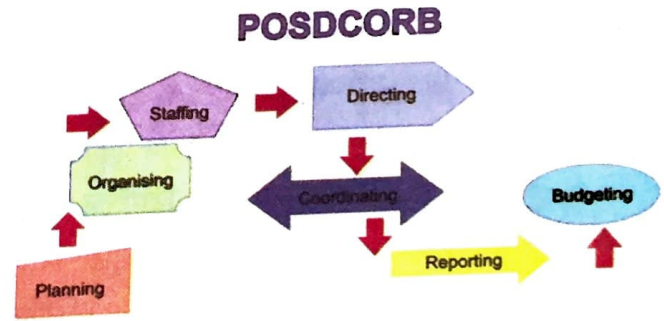 POSDCORB
Planning
Organising
Staffing
Directing
Coordinating
Reporting
Budgeting